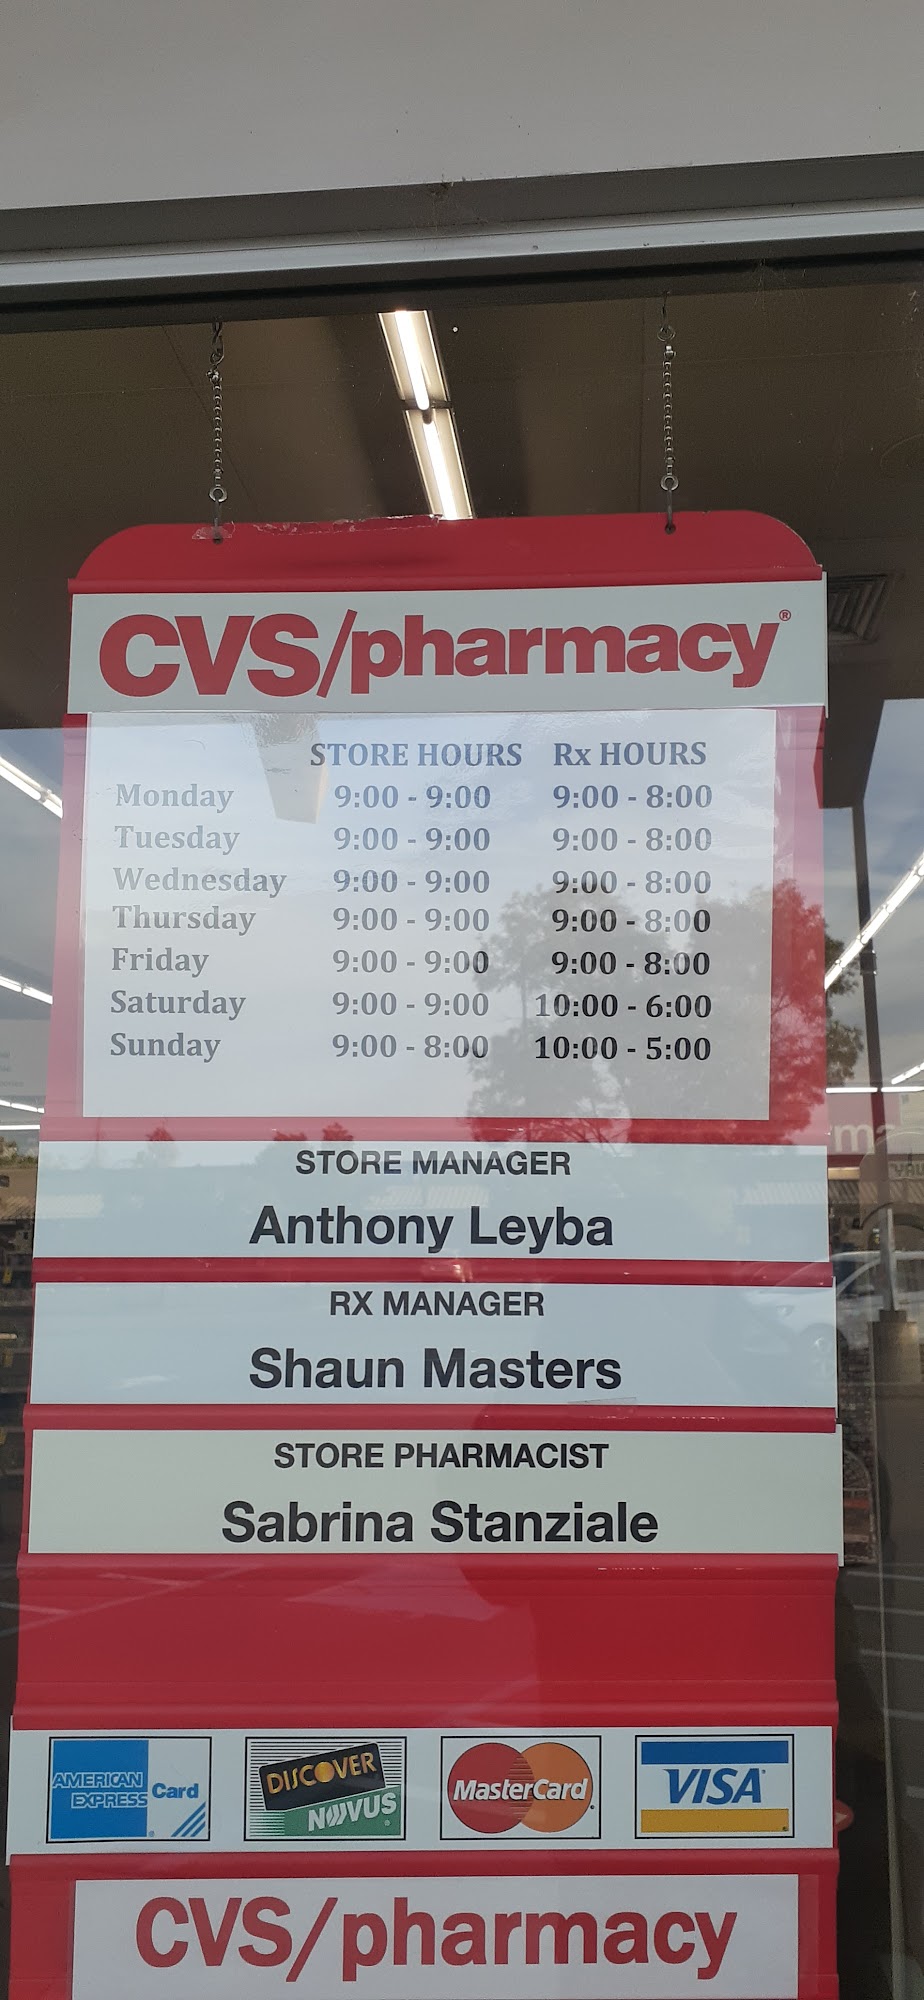 CVS/pharmacy®
STORE HOURS Rx HOURS
Monday 9:00 - 9:00 9:00 - 8:00
Tuesday 9:00 - 9:00 9:00 - 8:00
Wednesday 9:00 - 9:00 9:00 - 8:00
Thursday 9:00 - 9:00 9:00 - 8:00
Friday 9:00 - 9:00 9:00 - 8:00
Saturday 9:00 - 9:00 10:00 - 6:00
Sunday 9:00 - 8:00 10:00 - 5:00
STORE MANAGER
Anthony Leyba
RX MANAGER
Shaun Masters
STORE PHARMACIST
Sabrina Stanziale
AMERICAN EXPRESS Card
DISCOVER
NOVUS
MasterCard
VISA
CVS/pharmacy